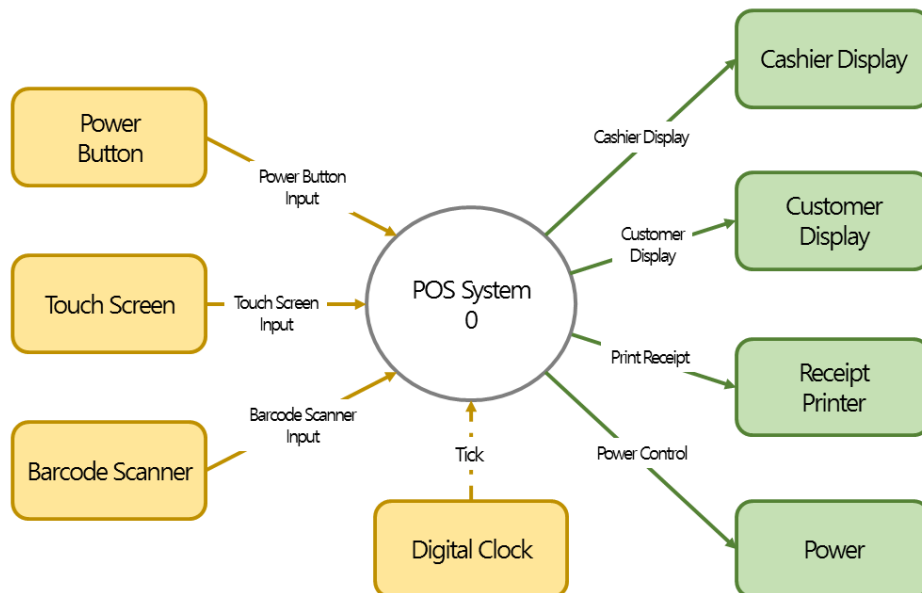 Power
Button
Power Button
Input
Touch Screen
Touch Screen
Input
Barcode Scanner
Barcode Scanner
Input
POS System
0
Tick
Digital Clock
Cashier Display
Cashier Display
Customer
Display
Customer
Display
Print Receipt
Receipt
Printer
Power Control
Power